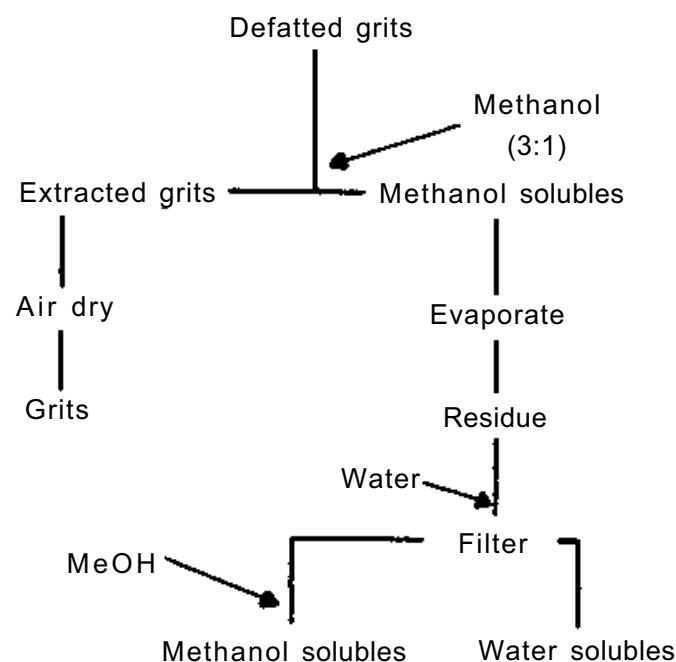 Defatted grits
Methanol
(3:1)
Extracted grits
Methanol solubles
Air dry
Evaporate
Grits
Residue
Water
Filter
MeOH
Methanol solubles
Water solubles